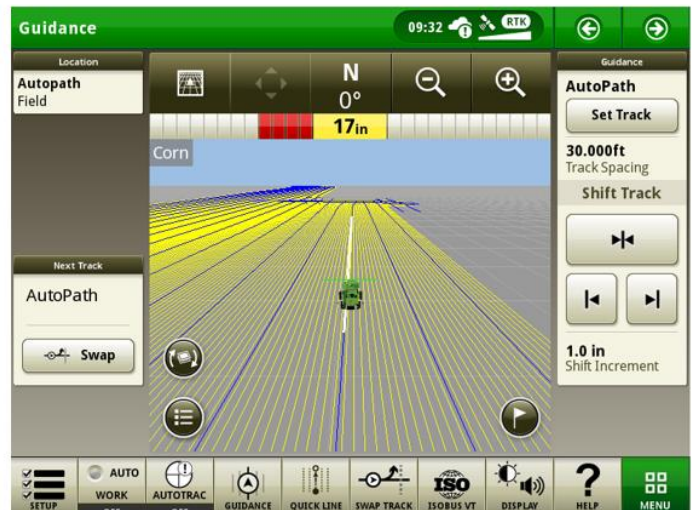 Guidance
09:32
RTK
Location
Autopath
Field
N
0°
17in
Corn
Next Track
AutoPath
Swap
Guidance
AutoPath
Set Track
30.000ft
Track Spacing
Shift Track
1.0 in
Shift Increment
SETUP
AUTO
WORK
AUTOTRAC
GUIDANCE
QUICK LINE
SWAP TRACK
ISO
ISOBUS VT
DISPLAY
?
HELP
MENU